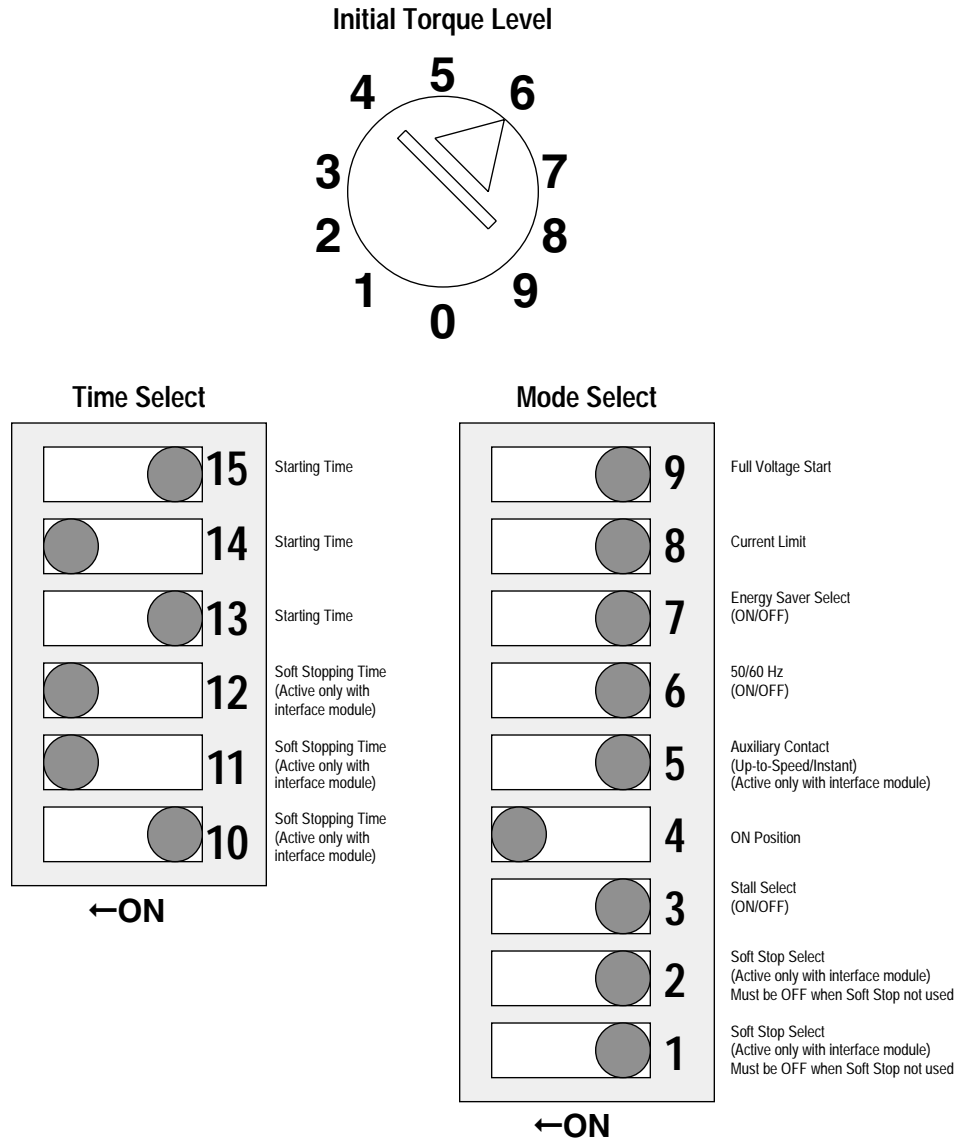 Initial Torque Level
5
4
6
3
7
2
8
1
9
0
Time Select
15 Starting Time
14 Starting Time
13 Starting Time
12 Soft Stopping Time
(Active only with
interface module)
11 Soft Stopping Time
(Active only with
interface module)
10 Soft Stopping Time
(Active only with
interface module)
←ON
Mode Select
9 Full Voltage Start
8 Current Limit
7 Energy Saver Select
(ON/OFF)
6 50/60 Hz
(ON/OFF)
5 Auxiliary Contact
(Up-to-Speed/Instant)
(Active only with interface module)
4 ON Position
3 Stall Select
(ON/OFF)
2 Soft Stop Select
(Active only with interface module)
Must be OFF when Soft Stop not used
1 Soft Stop Select
(Active only with interface module)
Must be OFF when Soft Stop not used
←ON